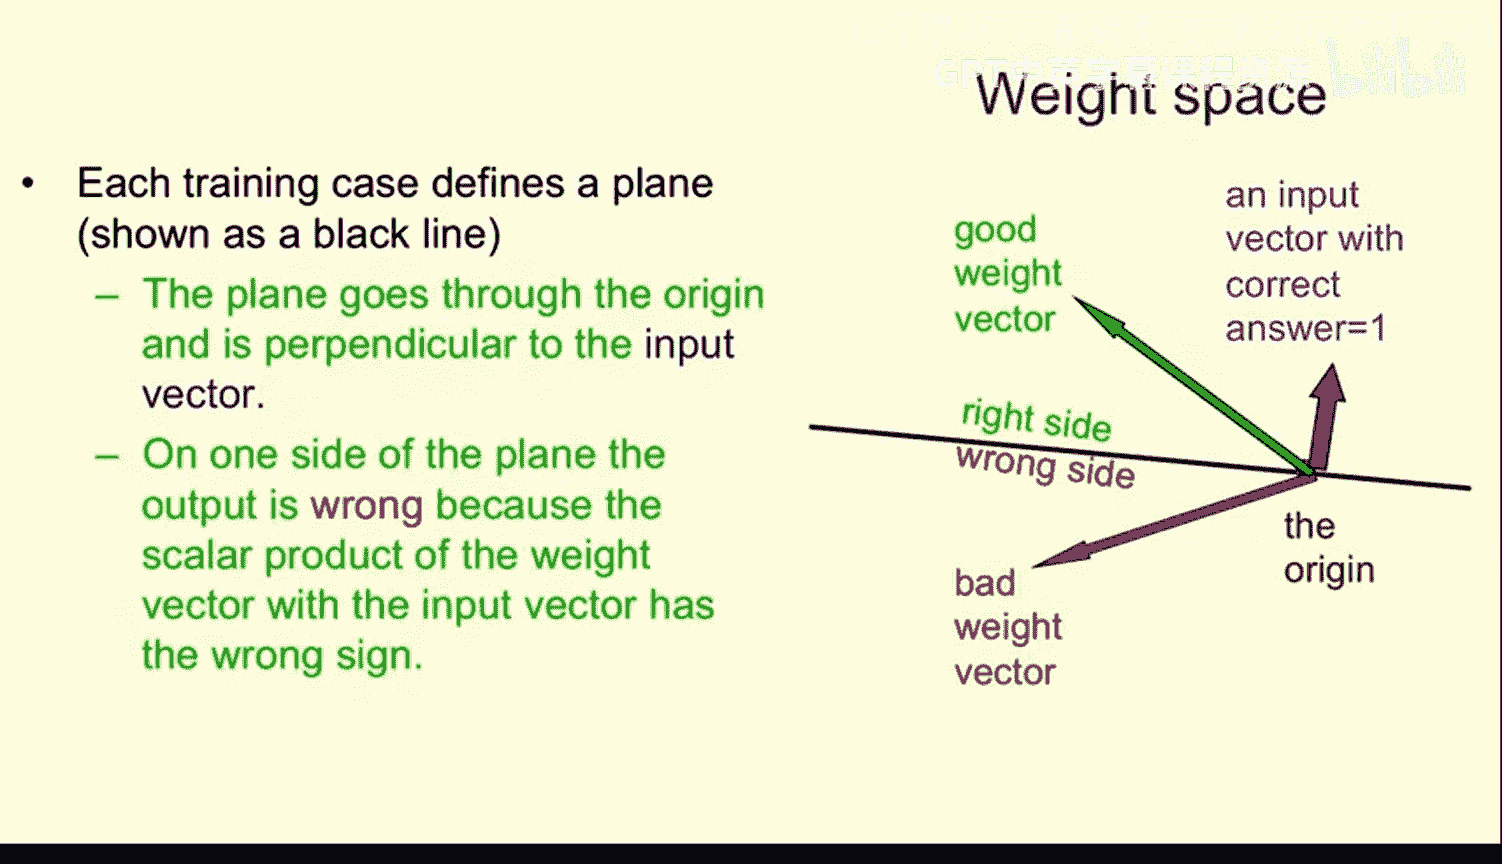 Weight space
• Each training case defines a plane
(shown as a black line)
– The plane goes through the origin
and is perpendicular to the input
vector.
– On one side of the plane the
output is wrong because the
scalar product of the weight
vector with the input vector has
the wrong sign.
good
weight
vector
an input
vector with
correct
answer=1
right side
wrong side
the
origin
bad
weight
vector